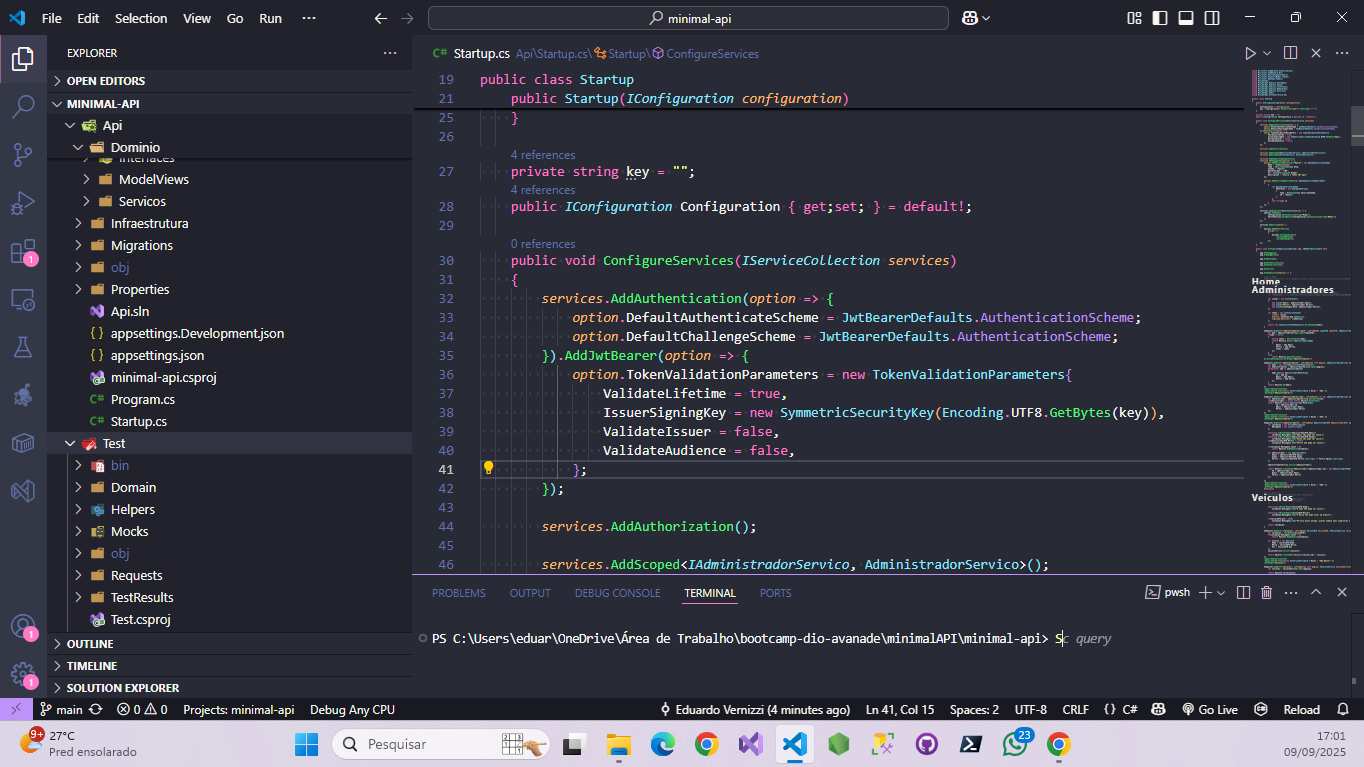 File Edit Selection View Go Run ··· minimal-api
EXPLORER ···
OPEN EDITORS
MINIMAL-API
Api
Dominio
Interfaces
ModelViews
Servicos
Infraestrutura
Migrations
obj
Properties
Api.sln
{ } appsettings.Development.json
{ } appsettings.json
minimal-api.csproj
C# Program.cs
C# Startup.cs
Test
bin
Domain
Helpers
Mocks
obj
Requests
TestResults
Test.csproj
OUTLINE
TIMELINE
SOLUTION EXPLORER
1
1
1
C# Startup.cs Api\Startup.cs\Startup\ConfigureServices
19 public class Startup
21 public Startup(IConfiguration configuration)
25 }
26
4 references
27 private string key = "";
4 references
28 public IConfiguration Configuration { get;set; } = default!;
29
0 references
30 public void ConfigureServices(IServiceCollection services)
31 {
32 services.AddAuthentication(option => {
33 option.DefaultAuthenticateScheme = JwtBearerDefaults.AuthenticationScheme;
34 option.DefaultChallengeScheme = JwtBearerDefaults.AuthenticationScheme;
35 }).AddJwtBearer(option => {
36 option.TokenValidationParameters = new TokenValidationParameters{
37 ValidateLifetime = true,
38 IssuerSigningKey = new SymmetricSecurityKey(Encoding.UTF8.GetBytes(key)),
39 ValidateIssuer = false,
40 ValidateAudience = false,
41 };
42 });
43
44 services.AddAuthorization();
45
46 services.AddScoped<IAdministradorServico, AdministradorServico>();
Home
Administradores
Veiculos
PROBLEMS OUTPUT DEBUG CONSOLE TERMINAL PORTS pwsh
PS C:\Users\eduar\OneDrive\Área de Trabalho\bootcamp-dio-avanade\minimalAPI\minimal-api> Sc query
main 0 0 Projects: minimal-api Debug Any CPU Eduardo Vernizzi (4 minutes ago) Ln 41, Col 15 Spaces: 2 UTF-8 CRLF { } C# Go Live Reload
9+ 27°C
Pred ensolarado
Pesquisar
23
17:01
09/09/2025